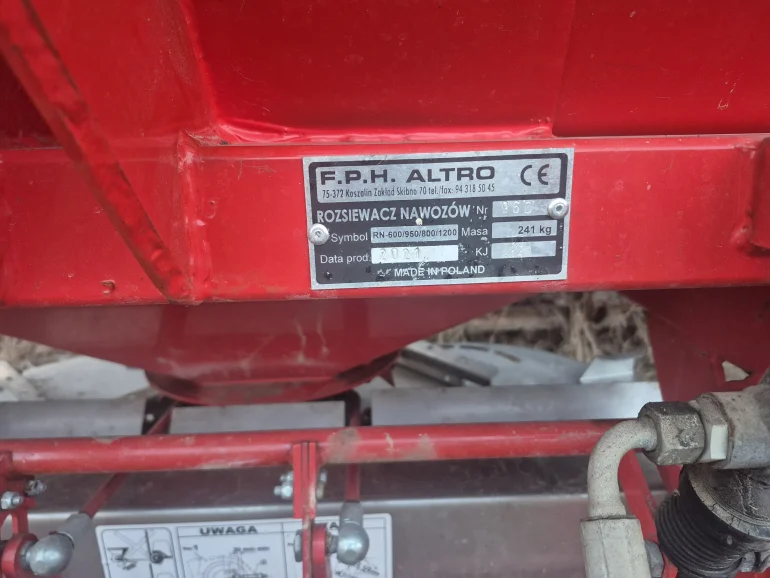 F.P.H. ALTRO CE
75-372 Koszalin Zakład Skibno 70 tel./fax: 94 318 50 45
ROZSIEWACZ NAWOZÓW Nr
Symbol RN-600/950/800/1200 Masa 241 kg
Data prod: 2021 KJ
MADE IN POLAND
UWAGA